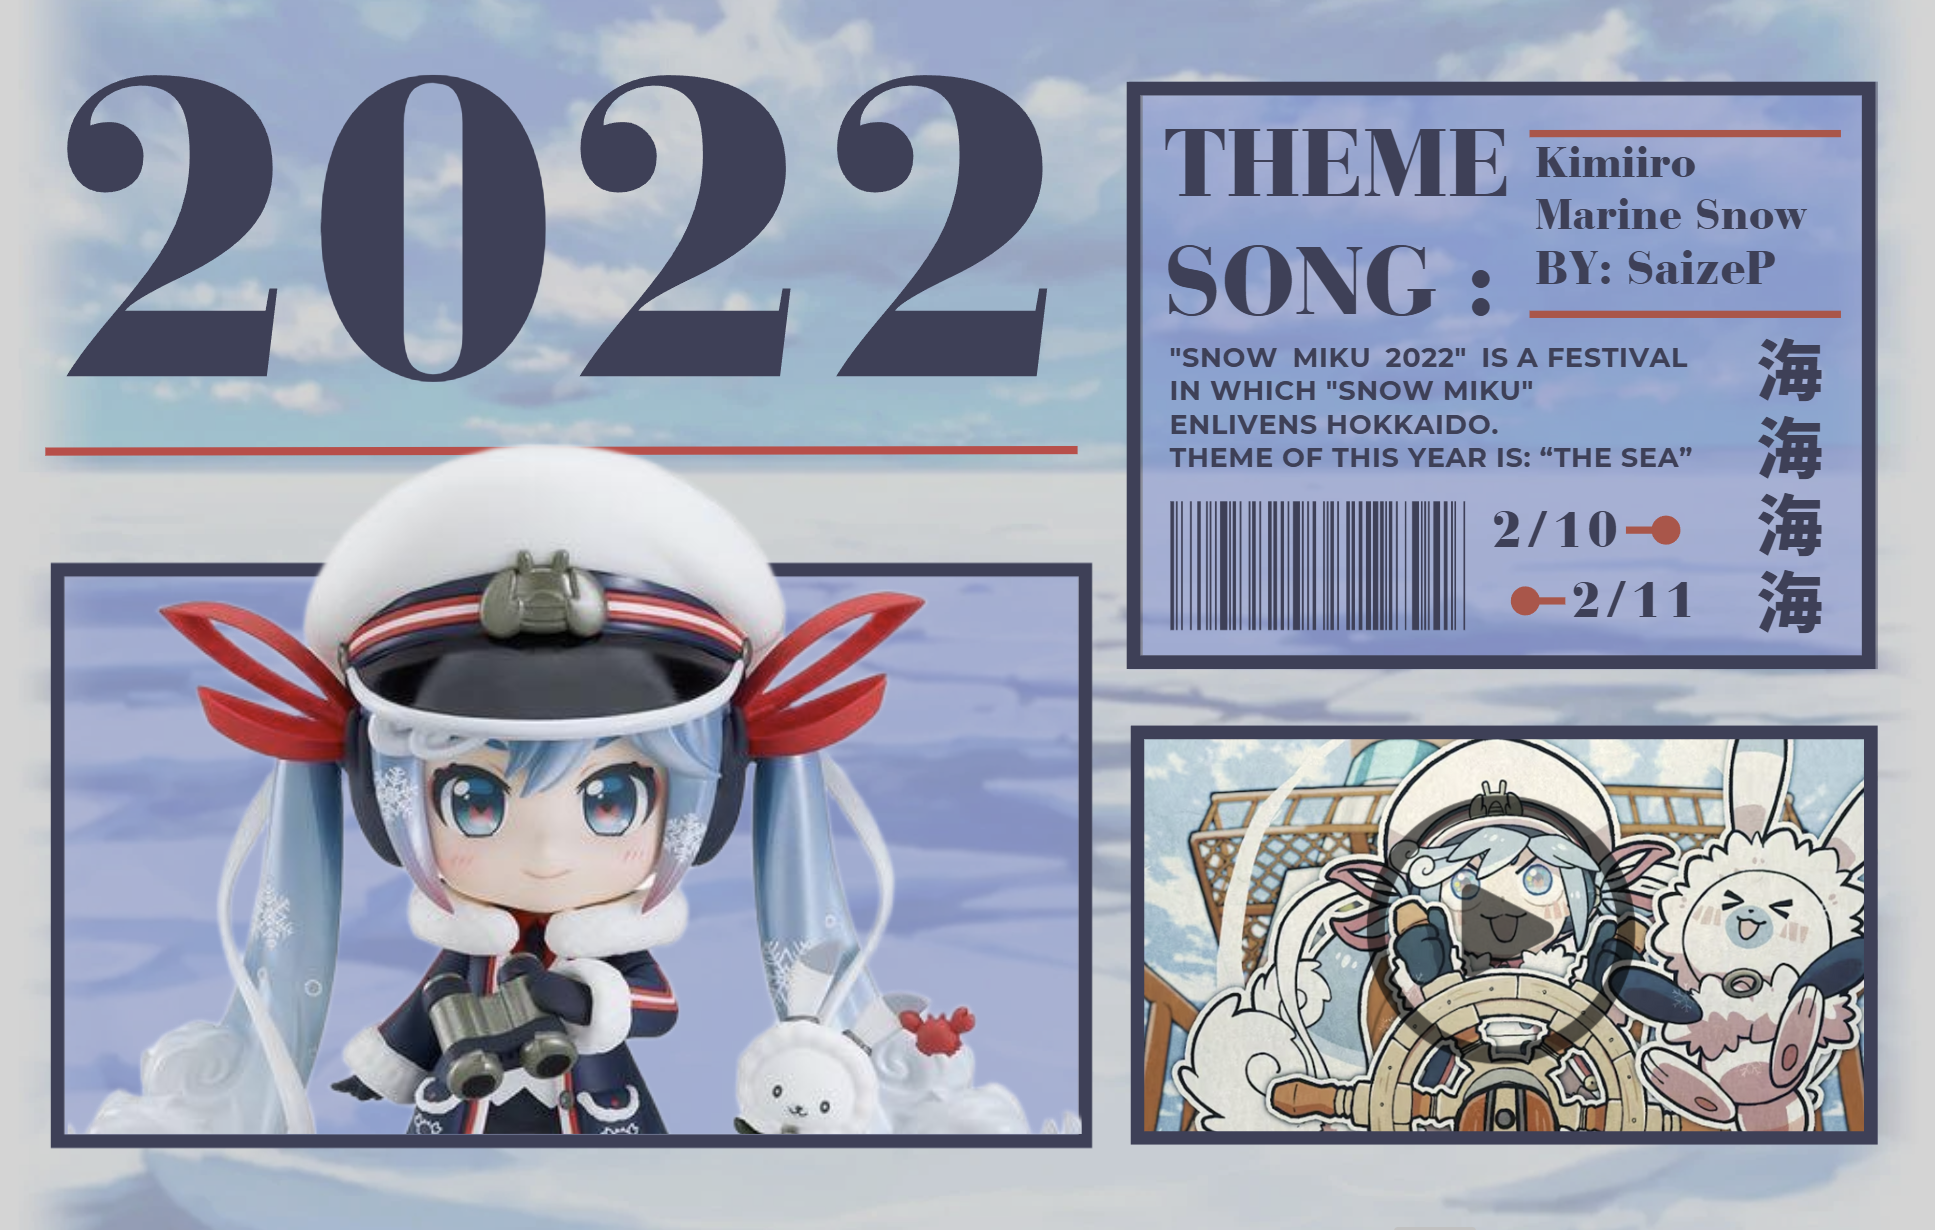 2022
THEME
SONG :
Kimiiro
Marine Snow
BY: SaizeP
"SNOW MIKU 2022" IS A FESTIVAL
IN WHICH "SNOW MIKU"
ENLIVENS HOKKAIDO.
THEME OF THIS YEAR IS: “THE SEA”
海
海
海
海
2/10
2/11